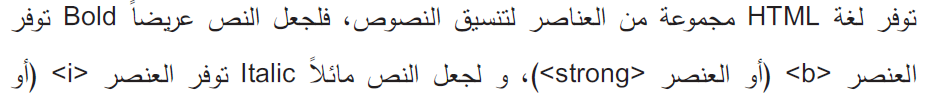 توفر لغة HTML مجموعة من العناصر لتنسيق النصوص، فلجعل النص عريضاً Bold توفر
العنصر <b> (أو العنصر <strong>)، و لجعل النص مائلاً Italic توفر العنصر <i> (أو